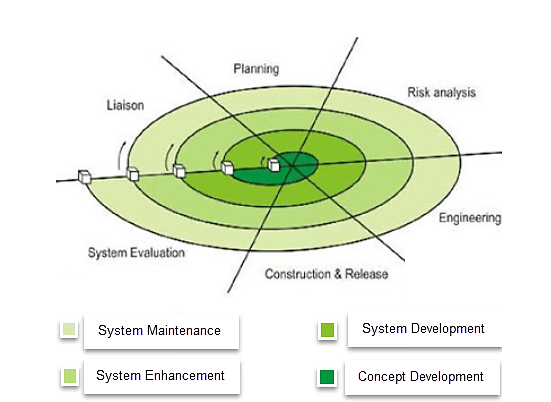 Planning
Risk analysis
Liaison
Engineering
System Evaluation
Construction & Release
System Maintenance
System Development
System Enhancement
Concept Development